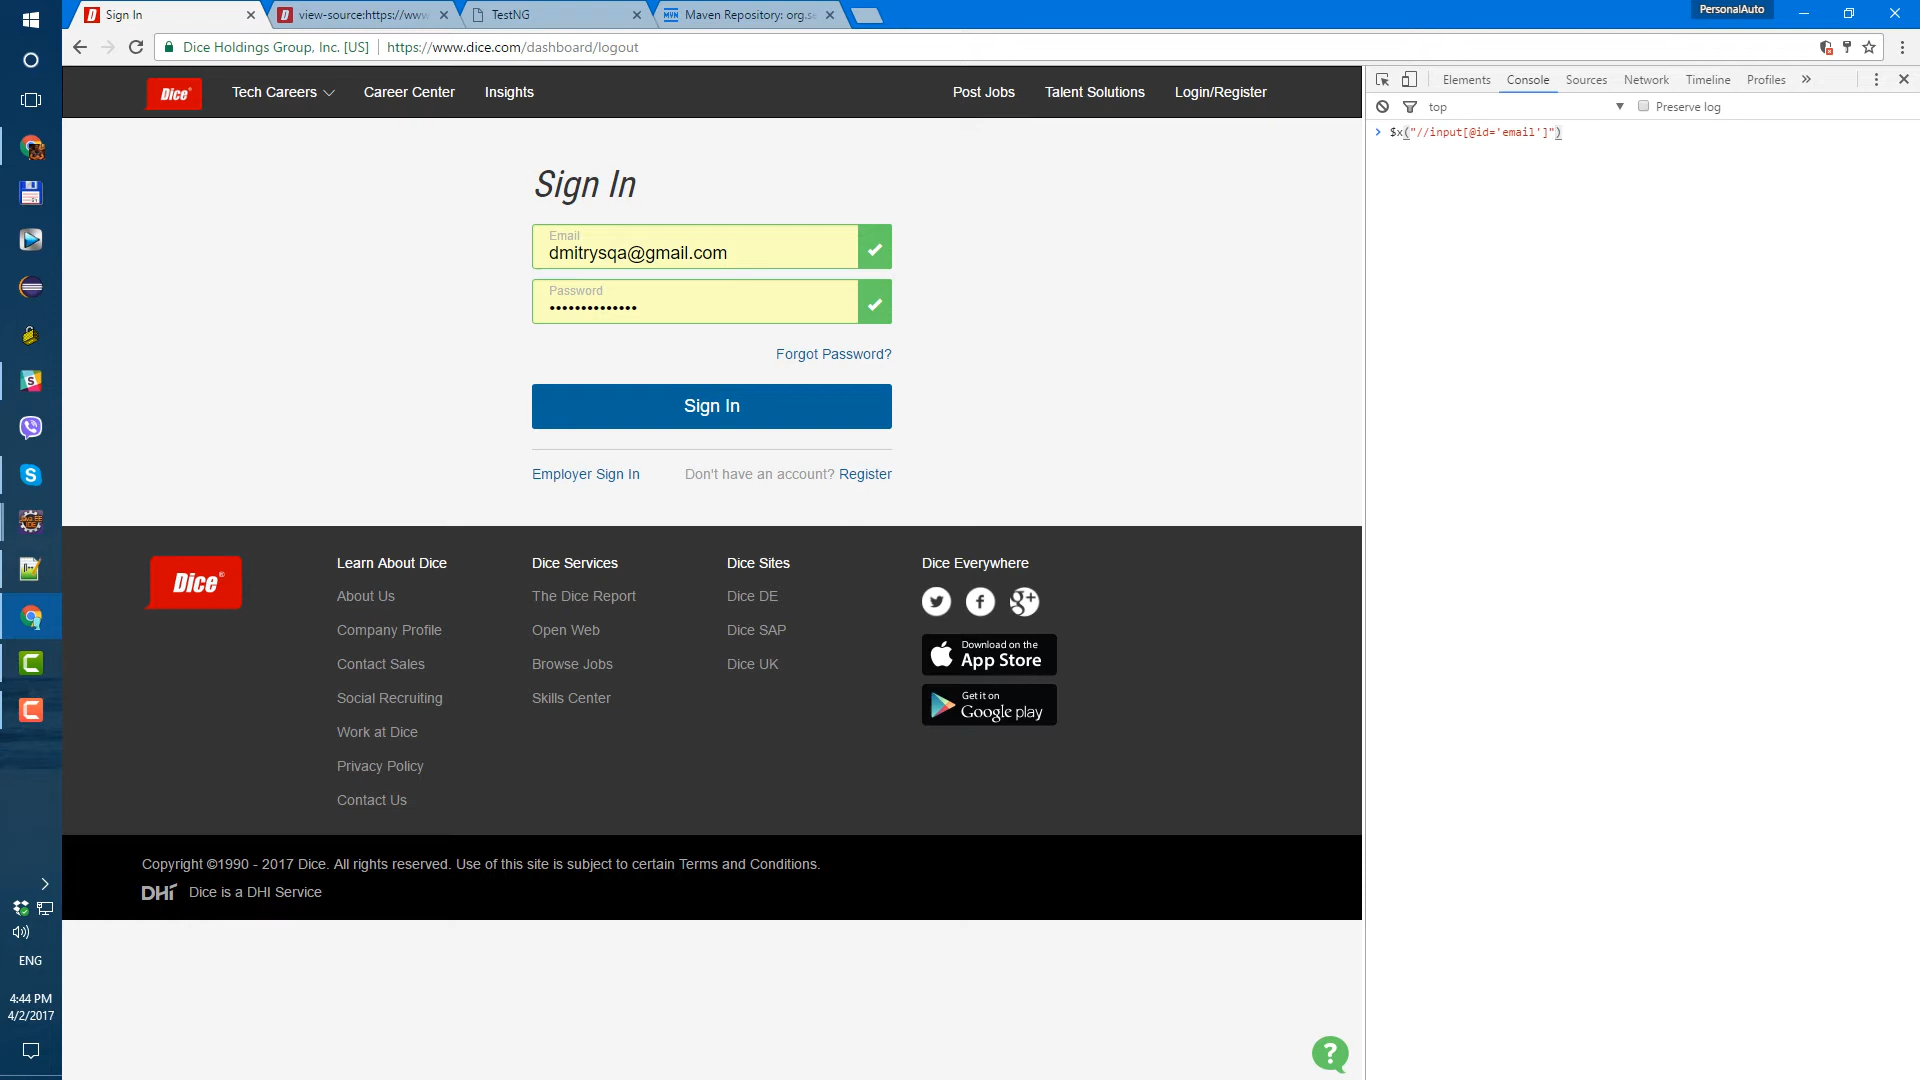 Sign In
view-source:https://www
TestNG
Maven Repository: org.se
PersonalAuto
Dice Holdings Group, Inc. [US]
https://www.dice.com/dashboard/logout
Dice
Tech Careers
Career Center
Insights
Post Jobs
Talent Solutions
Login/Register
Elements
Console
Sources
Network
Timeline
Profiles
top
Preserve log
$x("//input[@id='email']")
Sign In
Email
dmitrysqa@gmail.com
Password
••••••••••••••
Forgot Password?
Sign In
Employer Sign In
Don't have an account? Register
Dice
Learn About Dice
About Us
Company Profile
Contact Sales
Social Recruiting
Work at Dice
Privacy Policy
Contact Us
Dice Services
The Dice Report
Open Web
Browse Jobs
Skills Center
Dice Sites
Dice DE
Dice SAP
Dice UK
Dice Everywhere
Download on the
App Store
Get it on
Google play
Copyright ©1990 - 2017 Dice. All rights reserved. Use of this site is subject to certain Terms and Conditions.
DHI Dice is a DHI Service
ENG
4:44 PM
4/2/2017